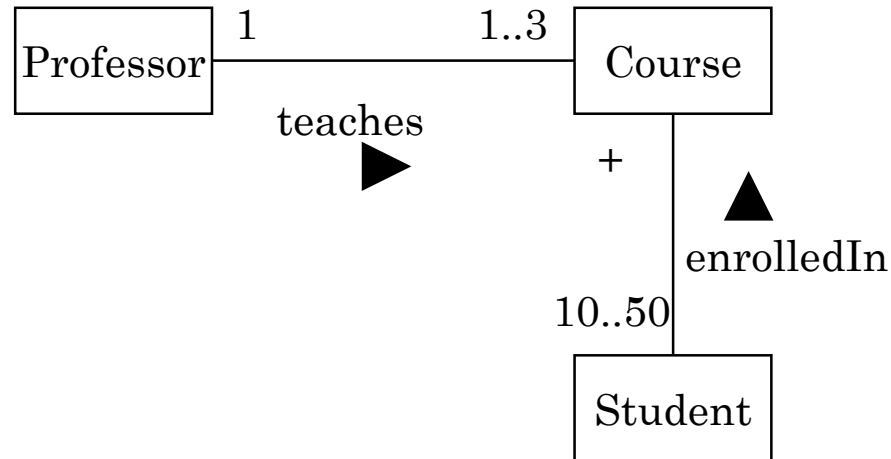 1
1..3
Professor
Course
teaches
+
enrolledIn
10..50
Student